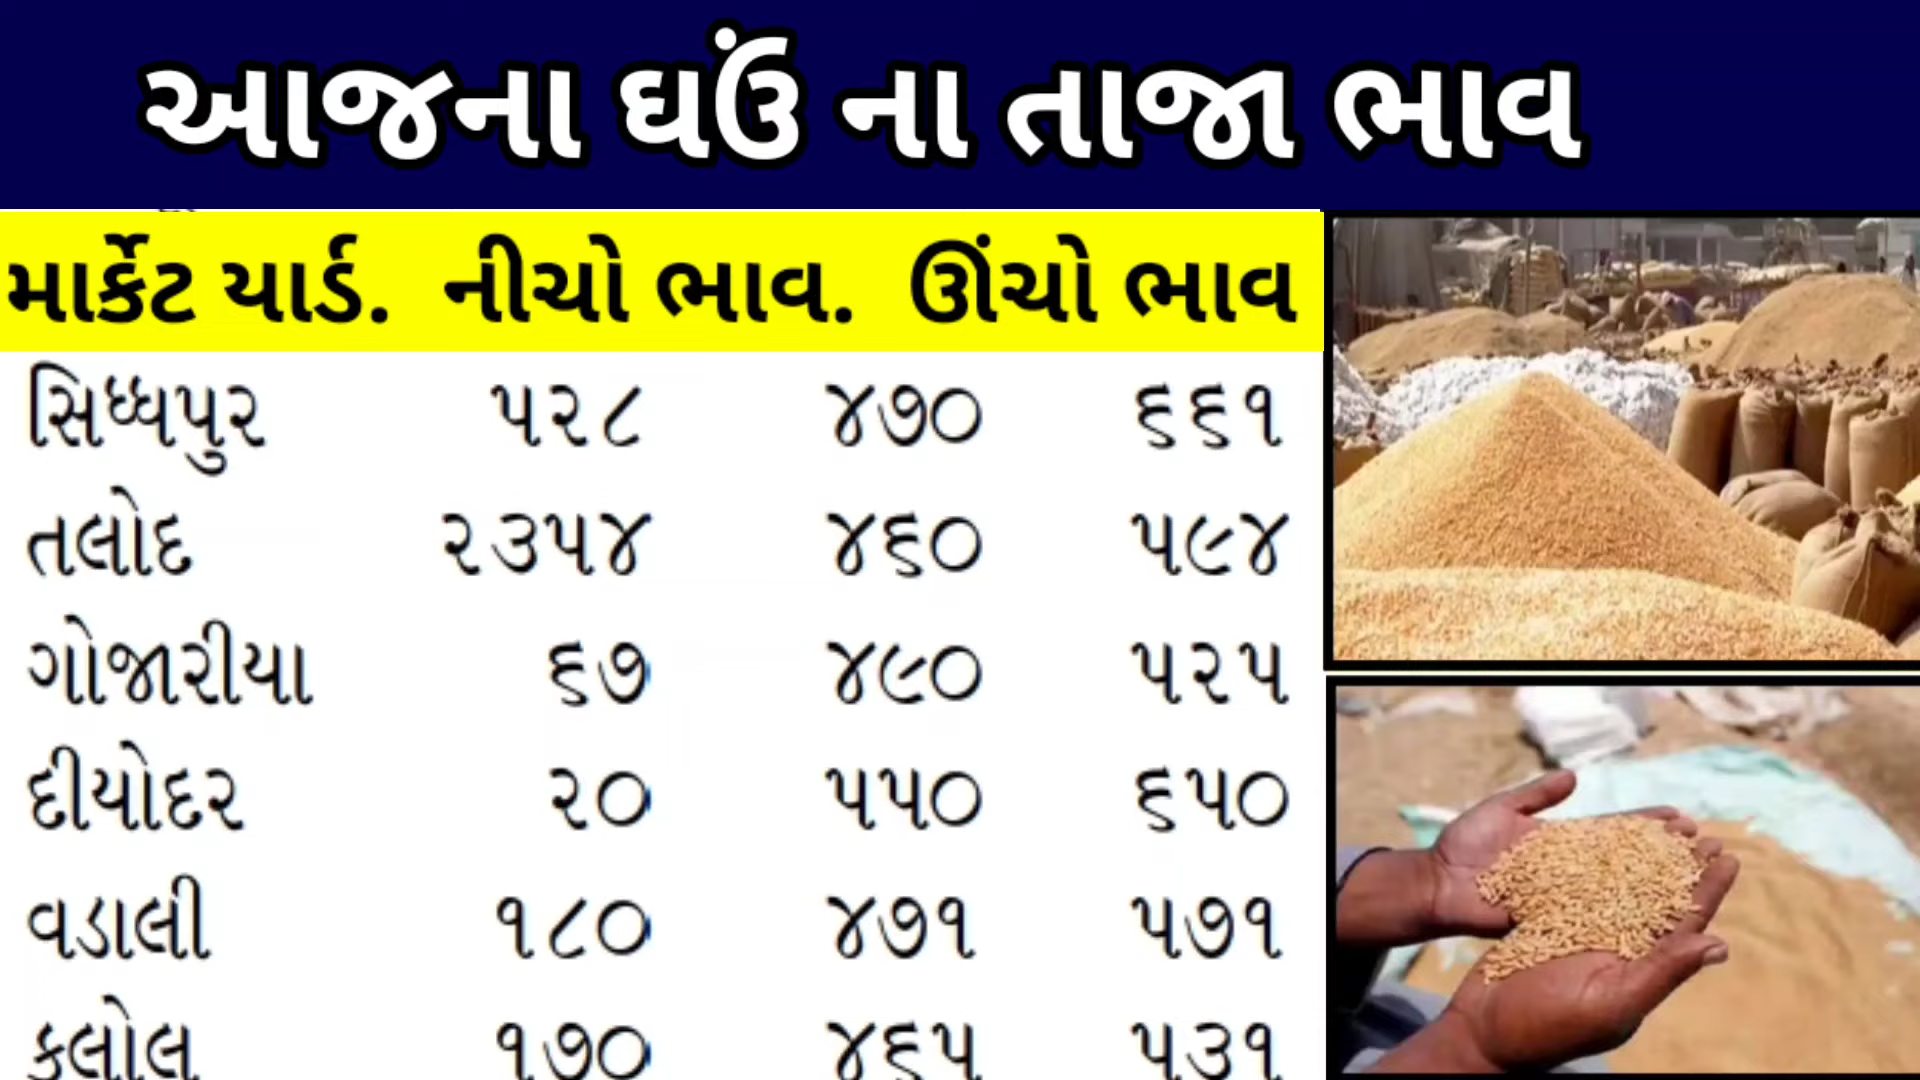 આજના ઘઉં ના તાજા ભાવ
માર્કેટ યાર્ડ. નીચો ભાવ. ઊંચો ભાવ
સિધ્ધપુર ૫૨૮ ૪૭૦ ૬૬૧
તલોદ ૨૩૫૪ ૪૬૦ ૫૯૪
ગોજારીયા ૬૭ ૪૯૦ ૫૨૫
દીયોદર ૨૦ ૫૫૦ ૬૫૦
વડાલી ૧૮૦ ૪૭૧ ૫૭૧
કલોલ ૧૭૦ ૪૬૫ ૫૩૧